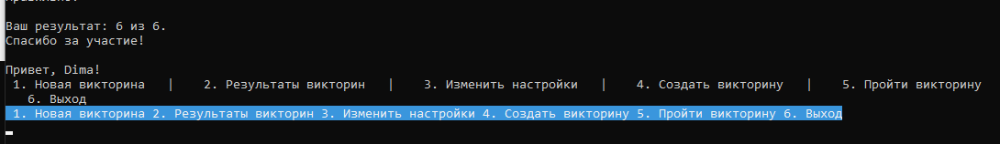 Ваш результат: 6 из 6.
Спасибо за участие!
Привет, Dima!
1. Новая викторина | 2. Результаты викторин | 3. Изменить настройки | 4. Создать викторину | 5. Пройти викторину
6. Выход
1. Новая викторина 2. Результаты викторин 3. Изменить настройки 4. Создать викторину 5. Пройти викторину 6. Выход